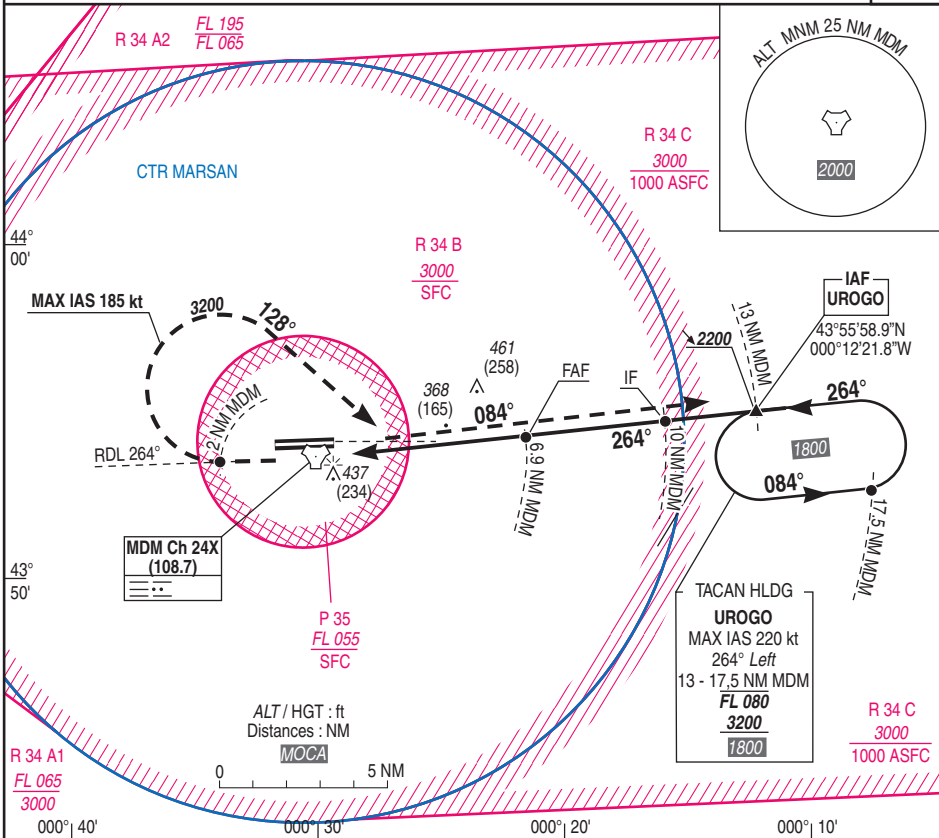 R 34 A2
FL 195
FL 065
ALT MNM 25 NM MDM
2000
R 34 C
3000
1000 ASFC
CTR MARSAN
44°
00'
R 34 B
3000
SFC
MAX IAS 185 kt
3200
128°
IAF
UROGO
43°55'58.9"N
000°12'21.8"W
13 NM MDM
2200
461
(258)
FAF
IF
368
(165)
084°
264°
264°
2 NM MDM
RDL 264°
10 NM MDM
1800
6.9 NM MDM
437
(234)
084°
17,5 NM MDM
MDM Ch 24X
(108.7)
43°
50'
TACAN HLDG
UROGO
MAX IAS 220 kt
264° Left
13 - 17,5 NM MDM
FL 080
3200
1800
P 35
FL 055
SFC
ALT / HGT : ft
Distances : NM
MOCA
0 5 NM
R 34 C
3000
1000 ASFC
R 34 A1
FL 065
3000
000° 40'
000° 30'
000° 20'
000° 10'